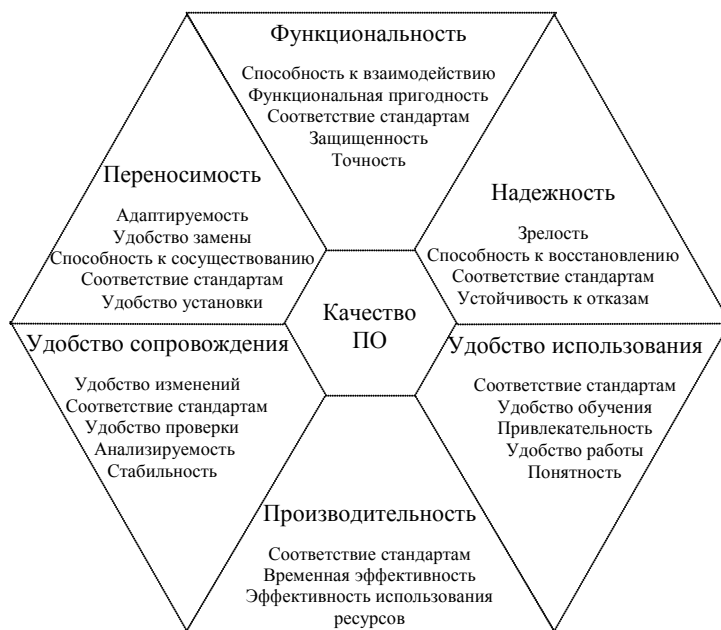 Функциональность
Способность к взаимодействию
Функциональная пригодность
Соответствие стандартам
Защищенность
Точность
Переносимость
Адаптируемость
Удобство замены
Способность к сосуществованию
Соответствие стандартам
Удобство установки
Надежность
Зрелость
Способность к восстановлению
Соответствие стандартам
Устойчивость к отказам
Качество
ПО
Удобство сопровождения
Удобство изменений
Соответствие стандартам
Удобство проверки
Анализируемость
Стабильность
Удобство использования
Соответствие стандартам
Удобство обучения
Привлекательность
Удобство работы
Понятность
Производительность
Соответствие стандартам
Временная эффективность
Эффективность использования
ресурсов